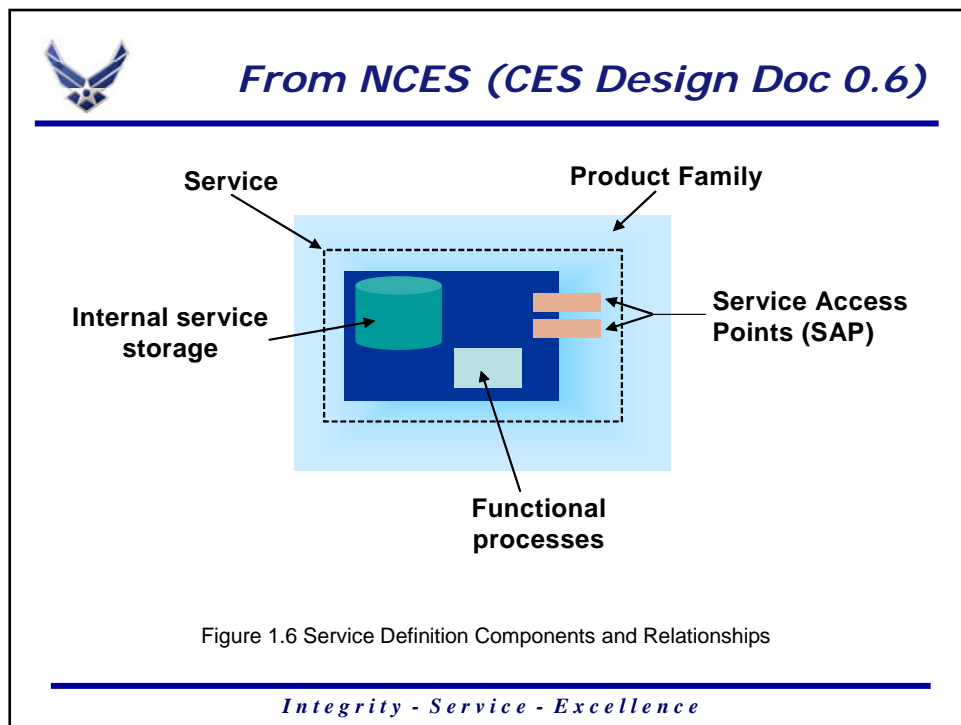 From NCES (CES Design Doc 0.6)
Service
Product Family
Internal service
storage
Service Access
Points (SAP)
Functional
processes
Figure 1.6 Service Definition Components and Relationships
Integrity - Service - Excellence